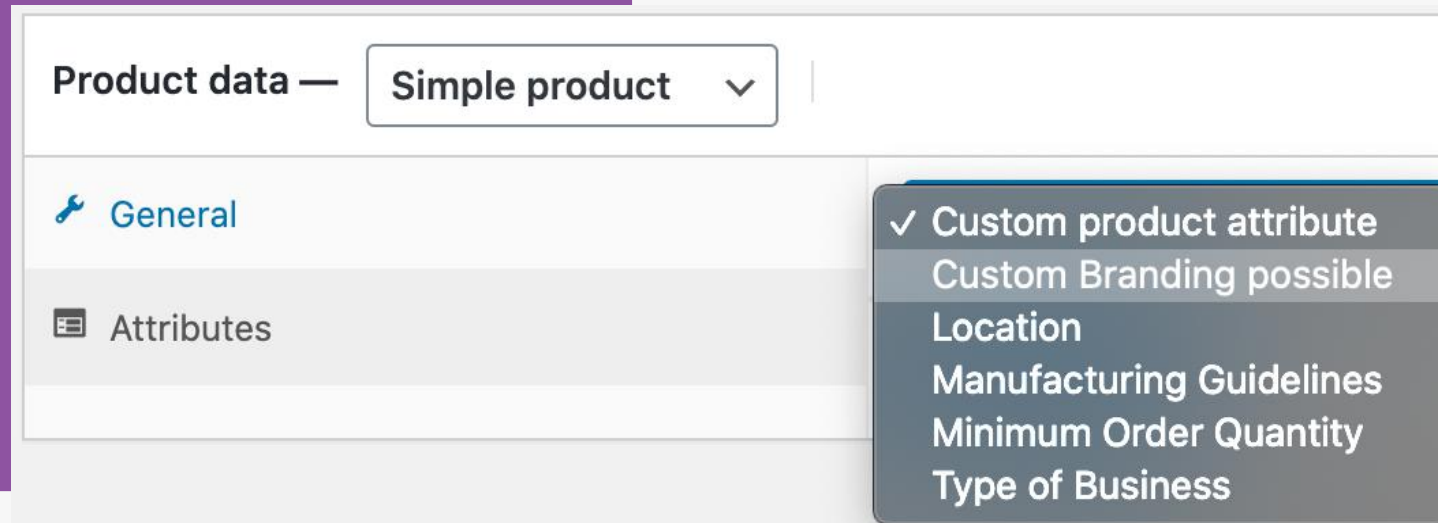 Product data — Simple product
General
Attributes
✓ Custom product attribute
Custom Branding possible
Location
Manufacturing Guidelines
Minimum Order Quantity
Type of Business